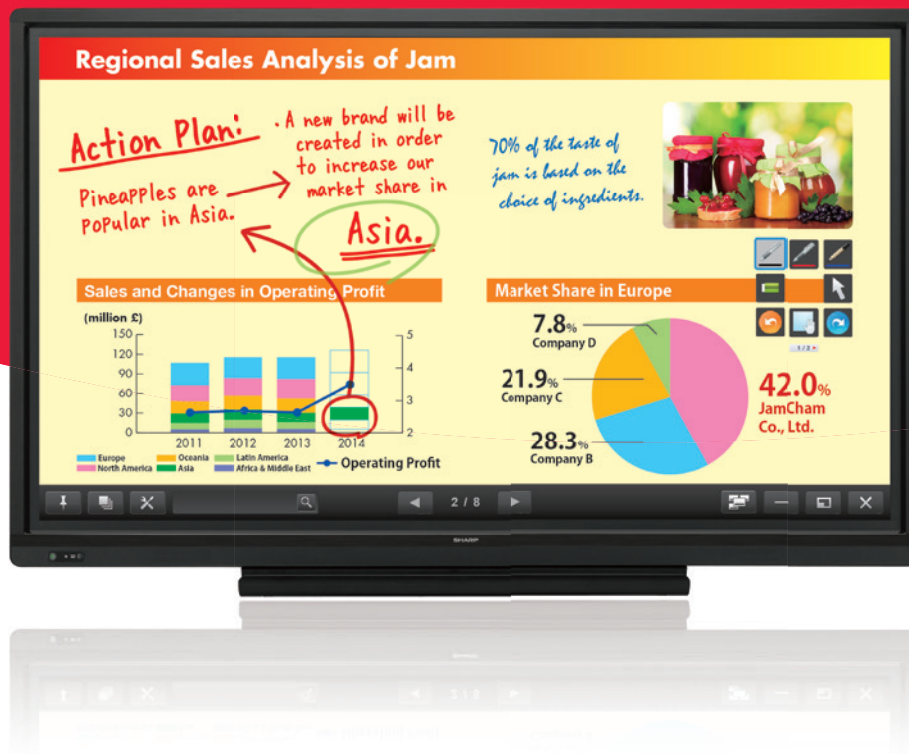 Regional Sales Analysis of Jam
Action Plan:
Pineapples are
popular in Asia.
· A new brand will be
created in order
to increase our
market share in
Asia.
70% of the taste of
jam is based on the
choice of ingredients.
Sales and Changes in Operating Profit
(million £)
150
120
90
60
30
0
5
4
3
2
2011 2012 2013 2014
Europe Oceania Latin America
North America Asia Africa & Middle East Operating Profit
Market Share in Europe
7.8%
Company D
21.9%
Company C
28.3%
Company B
42.0%
JamCham
Co., Ltd.
1/2
2 / 8
SHARP